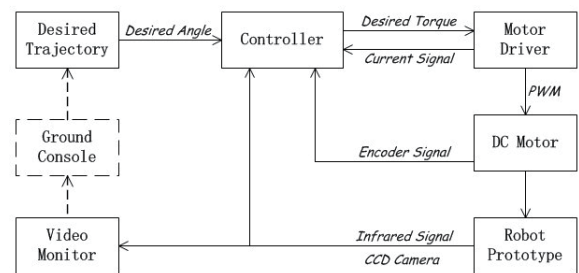 Desired
Trajectory
Desired Angle
Controller
Desired Torque
Current Signal
Motor
Driver
PWM
Ground
Console
Encoder Signal
DC Motor
Video
Monitor
Infrared Signal
CCD Camera
Robot
Prototype